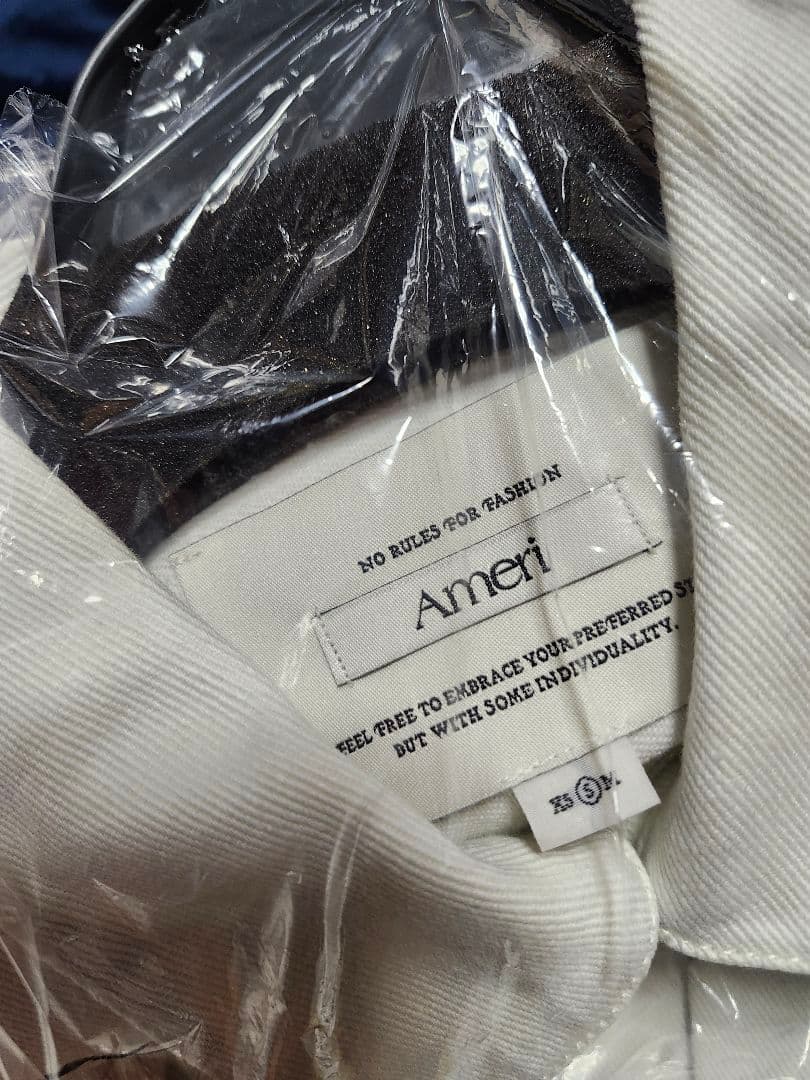 NO RULES FOR FASHION
Ameri
FEEL FREE TO EMBRACE YOUR PREFERRED
BUT WITH SOME INDIVIDUALITY.
XS S M